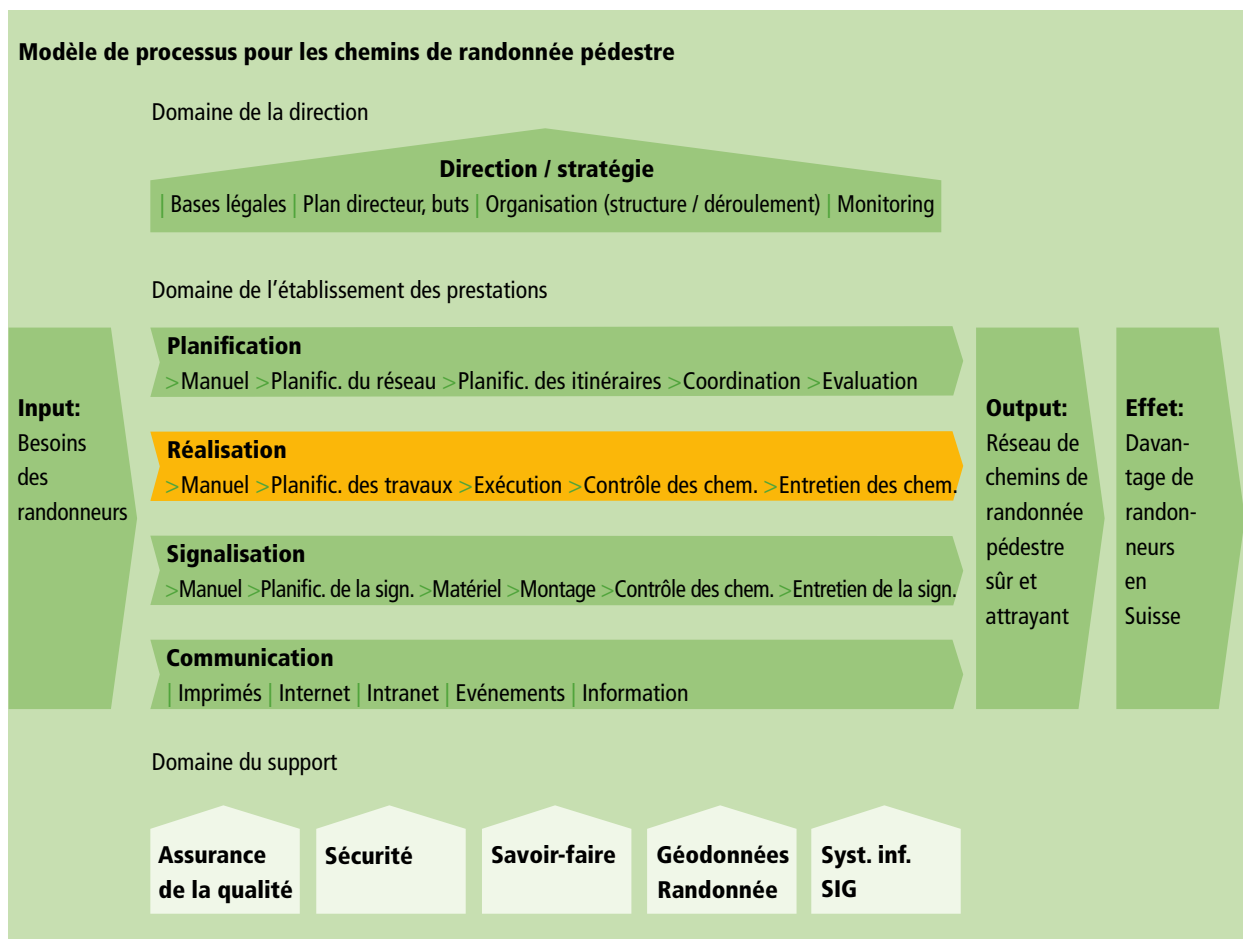 Modèle de processus pour les chemins de randonnée pédestre
Domaine de la direction
Direction / stratégie
| Bases légales | Plan directeur, buts | Organisation (structure / déroulement) | Monitoring
Domaine de l'établissement des prestations
Input:
Besoins
des
randonneurs
Planification
>Manuel >Planific. du réseau >Planific. des itinéraires >Coordination >Evaluation
Réalisation
>Manuel >Planific. des travaux >Exécution >Contrôle des chem. >Entretien des chem.
Signalisation
>Manuel >Planific. de la sign. >Matériel >Montage >Contrôle des chem. >Entretien de la sign.
Communication
| Imprimés | Internet | Intranet | Evénements | Information
Output:
Réseau de
chemins de
randonnée
pédestre
sûr et
attrayant
Effet:
Davan-
tage de
randon-
neurs
en
Suisse
Domaine du support
Assurance
de la qualité
Sécurité
Savoir-faire
Géodonnées
Randonnée
Syst. inf.
SIG